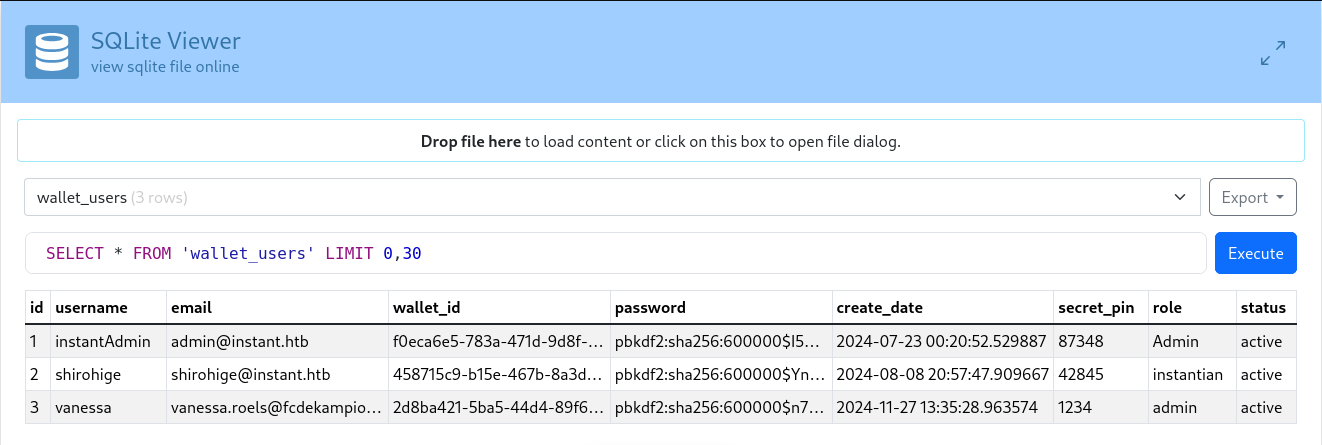 SQLite Viewer
view sqlite file online
Drop file here to load content or click on this box to open file dialog.
wallet_users (3 rows) Export
SELECT * FROM 'wallet_users' LIMIT 0,30 Execute
id username email wallet_id password create_date secret_pin role status
1 instantAdmin admin@instant.htb f0eca6e5-783a-471d-9d8f-... pbkdf2:sha256:600000$I5... 2024-07-23 00:20:52.529887 87348 Admin active
2 shirohige shirohige@instant.htb 458715c9-b15e-467b-8a3d... pbkdf2:sha256:600000$Yn... 2024-08-08 20:57:47.909667 42845 instantian active
3 vanessa vanessa.roels@fcdekampio... 2d8ba421-5ba5-44d4-89f6... pbkdf2:sha256:600000$n7... 2024-11-27 13:35:28.963574 1234 admin active